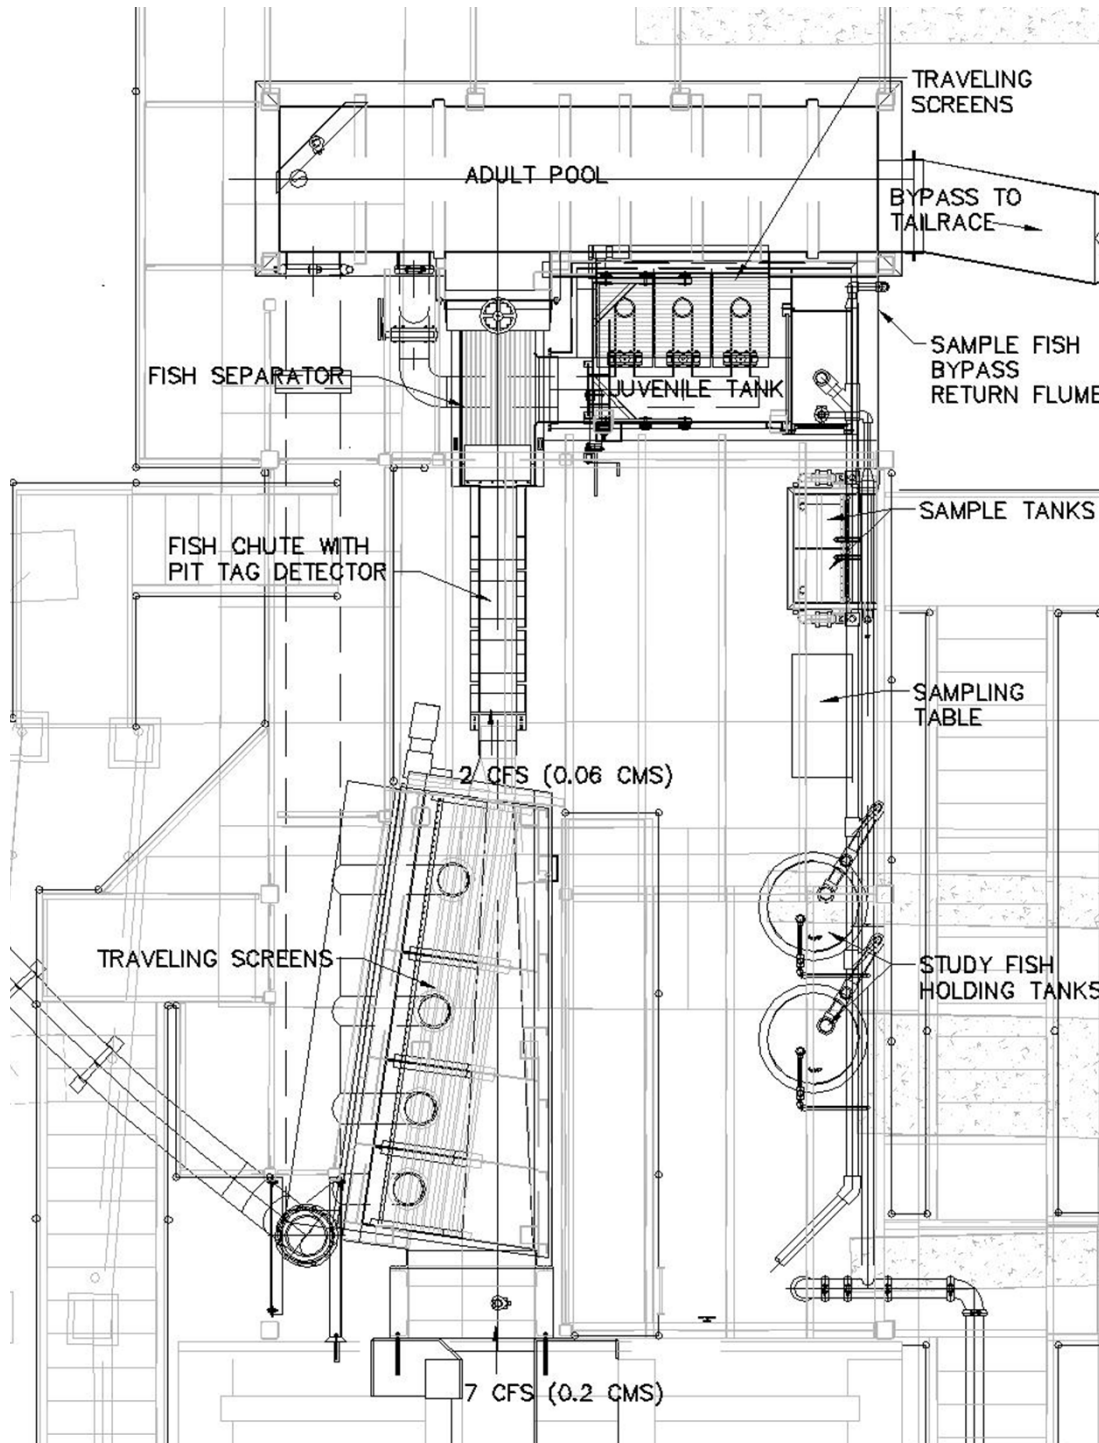 TRAVELING
SCREENS
ADULT POOL
BYPASS TO
TAILRACE
SAMPLE FISH
BYPASS
RETURN FLUME
FISH SEPARATOR
JUVENILE TANK
SAMPLE TANKS
FISH CHUTE WITH
PIT TAG DETECTOR
SAMPLING
TABLE
2 CFS (0.06 CMS)
TRAVELING SCREENS
STUDY FISH
HOLDING TANKS
7 CFS (0.2 CMS)